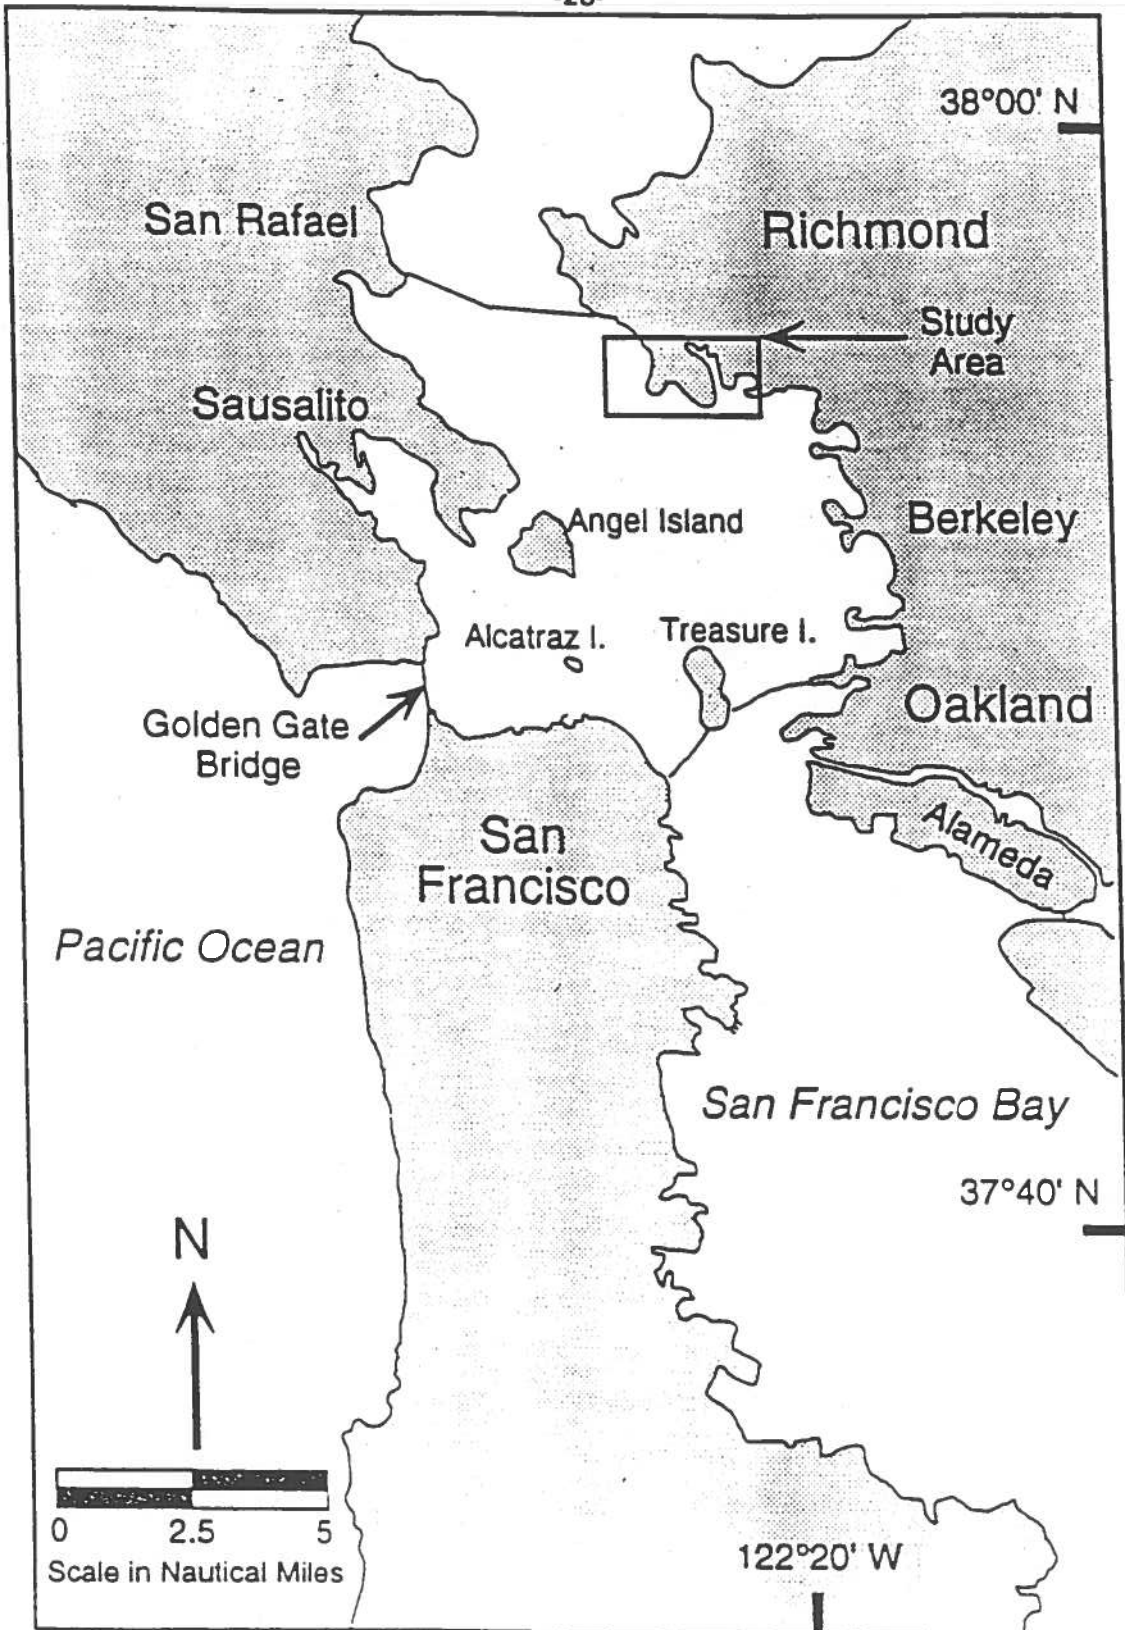 38°00' N
San Rafael
Richmond
Study
Area
Sausalito
Angel Island
Berkeley
Alcatraz I.
Treasure I.
Golden Gate
Bridge
Oakland
Alameda
San
Francisco
Pacific Ocean
San Francisco Bay
37°40' N
N
0 2.5 5
Scale in Nautical Miles
122°20' W